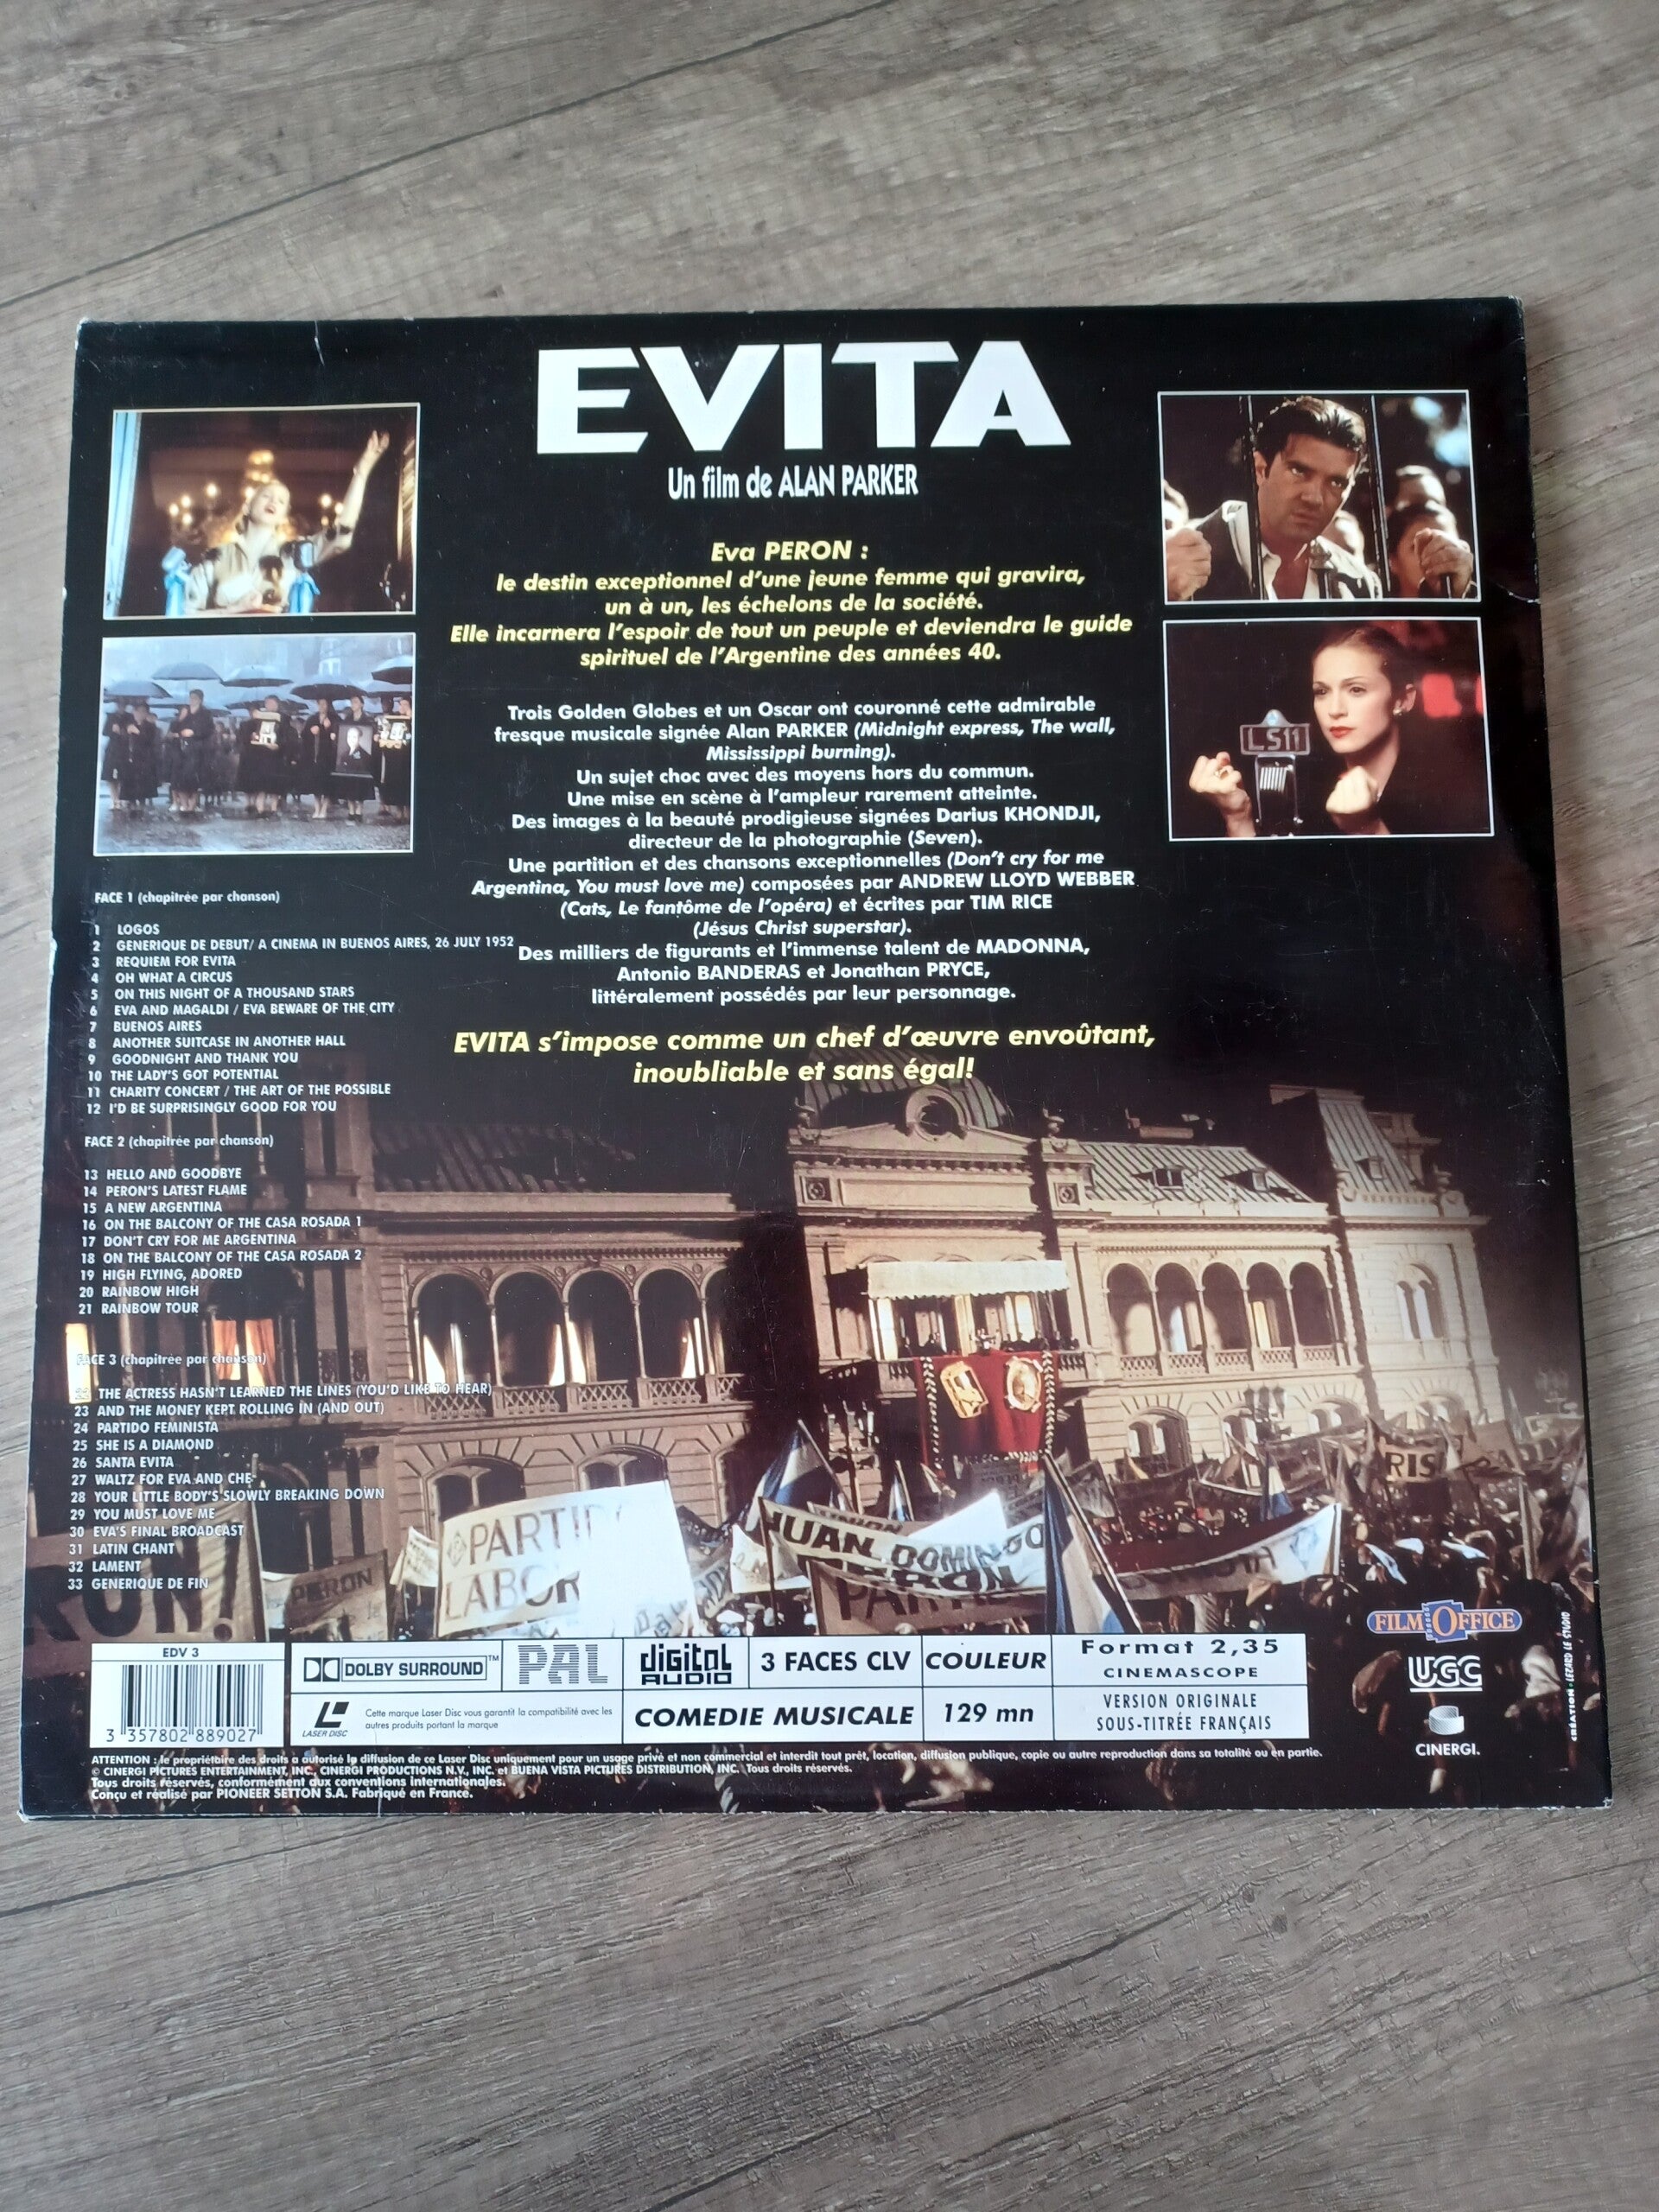 EVITA
Un film de ALAN PARKER
Eva PERON :
le destin exceptionnel d'une jeune femme qui gravira,
un à un, les échelons de la société.
Elle incarnera l'espoir de tout un peuple et deviendra le guide
spirituel de l'Argentine des années 40.
LS11
Trois Golden Globes et un Oscar ont couronné cette admirable
fresque musicale signée Alan PARKER (Midnight express, The wall,
Mississippi burning).
Un sujet choc avec des moyens hors du commun.
Une mise en scène à l'ampleur rarement atteinte.
Des images à la beauté prodigieuse signées Darius KHONDJI,
directeur de la photographie (Seven).
Une partition et des chansons exceptionnelles (Don't cry for me
Argentina, You must love me) composées par ANDREW LLOYD WEBBER
(Cats, Le fantôme de l'opéra) et écrites par TIM RICE
(Jésus Christ superstar).
Des milliers de figurants et l'immense talent de MADONNA,
Antonio BANDERAS et Jonathan PRYCE,
littéralement possédés par leur personnage.
EVITA s'impose comme un chef d'œuvre envoûtant,
inoubliable et sans égal!
FACE 1 (chapitrée par chanson)
1 LOGOS
2 GENERIQUE DE DEBUT/ A CINEMA IN BUENOS AIRES, 26 JULY 1952
3 REQUIEM FOR EVITA
4 OH WHAT A CIRCUS
5 ON THIS NIGHT OF A THOUSAND STARS
6 EVA AND MAGALDI / EVA BEWARE OF THE CITY
7 BUENOS AIRES
8 ANOTHER SUITCASE IN ANOTHER HALL
9 GOODNIGHT AND THANK YOU
10 THE LADY'S GOT POTENTIAL
11 CHARITY CONCERT / THE ART OF THE POSSIBLE
12 I'D BE SURPRISINGLY GOOD FOR YOU
FACE 2 (chapitrée par chanson)
13 HELLO AND GOODBYE
14 PERON'S LATEST FLAME
15 A NEW ARGENTINA
16 ON THE BALCONY OF THE CASA ROSADA 1
17 DON'T CRY FOR ME ARGENTINA
18 ON THE BALCONY OF THE CASA ROSADA 2
19 HIGH FLYING, ADORED
20 RAINBOW HIGH
21 RAINBOW TOUR
FACE 3 (chapitrée par chanson)
22 THE ACTRESS HASN'T LEARNED THE LINES (YOU'D LIKE TO HEAR)
23 AND THE MONEY KEPT ROLLING IN (AND OUT)
24 PARTIDO FEMINISTA
25 SHE IS A DIAMOND
26 SANTA EVITA
27 WALTZ FOR EVA AND CHE
28 YOUR LITTLE BODY'S SLOWLY BREAKING DOWN
29 YOU MUST LOVE ME
30 EVA'S FINAL BROADCAST
31 LATIN CHANT
32 LAMENT
33 GENERIQUE DE FIN
PERON
PARTID
LABOR
UNION
JUAN DOMINGO
PERON
RIS
FILM OFFICE
UGC
CINERGI.
CRÉATION : LÉZARD LE
EDV 3
3 357802 889027
DOLBY SURROUND™
PAL
digital AUDIO
3 FACES CLV
COULEUR
Format 2,35
CINEMASCOPE
LASER DISC
Cette marque Laser Disc vous garantit la compatibilité avec les
autres produits portant la marque
COMEDIE MUSICALE
129 mn
VERSION ORIGINALE
SOUS-TITRÉE FRANÇAIS
ATTENTION : le propriétaire des droits a autorisé la diffusion de ce Laser Disc uniquement pour un usage privé et non commercial et interdit tout prêt, location, diffusion publique, copie ou autre reproduction dans sa totalité ou en partie.
© CINERGI PICTURES ENTERTAINMENT, INC., CINERGI PRODUCTIONS N.V., INC. et BUENA VISTA PICTURES DISTRIBUTION, INC. Tous droits réservés.
Tous droits réservés, conformément aux conventions internationales.
Conçu et réalisé par PIONEER SETTON S.A. Fabriqué en France.